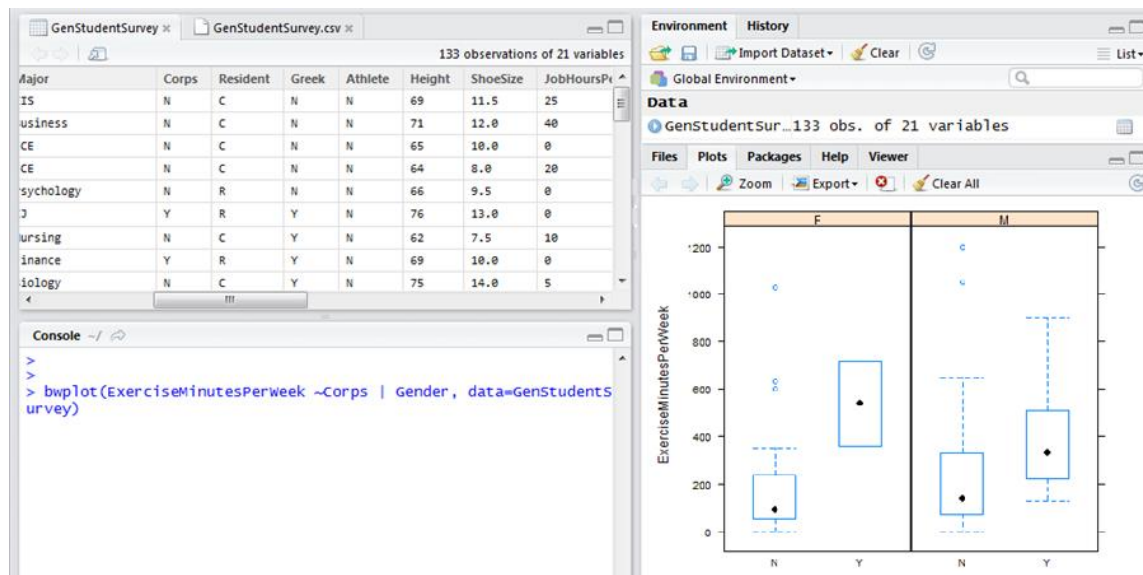 GenStudentSurvey × GenStudentSurvey.csv ×
133 observations of 21 variables
Major Corps Resident Greek Athlete Height ShoeSize JobHoursPe
IS N C N N 69 11.5 25
usiness N C N N 71 12.0 40
CE N C N N 65 10.0 0
CE N C N N 64 8.0 20
sychology N R N N 66 9.5 0
J Y R Y N 76 13.0 0
ursing N C Y N 62 7.5 10
inance Y R Y N 69 10.0 0
iology N C Y N 75 14.0 5
Console ~/
>
>
> bwplot(ExerciseMinutesPerWeek ~Corps | Gender, data=GenStudentS
urvey)
Environment History
Import Dataset Clear List
Global Environment
Data
GenStudentSur…133 obs. of 21 variables
Files Plots Packages Help Viewer
Zoom Export Clear All
F M
ExerciseMinutesPerWeek
1200
1000
800
600
400
200
0
N Y N Y